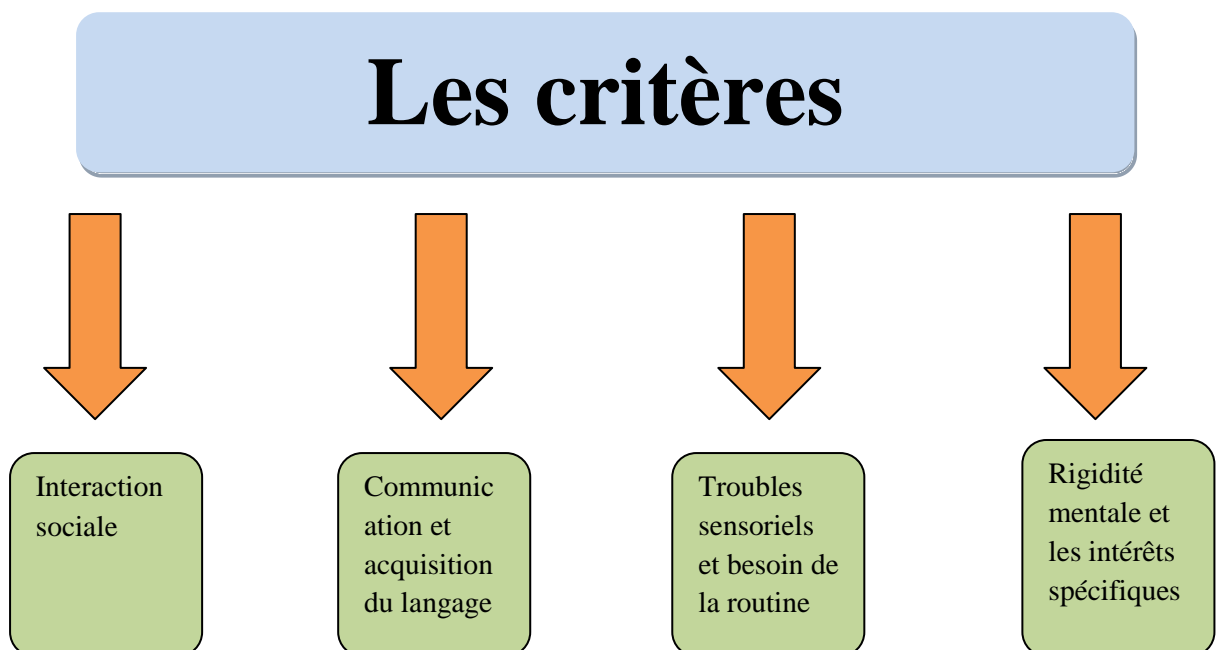 Les critères
Interaction
sociale
Communic
ation et
acquisition
du langage
Troubles
sensoriels
et besoin de
la routine
Rigidité
mentale et
les intérêts
spécifiques